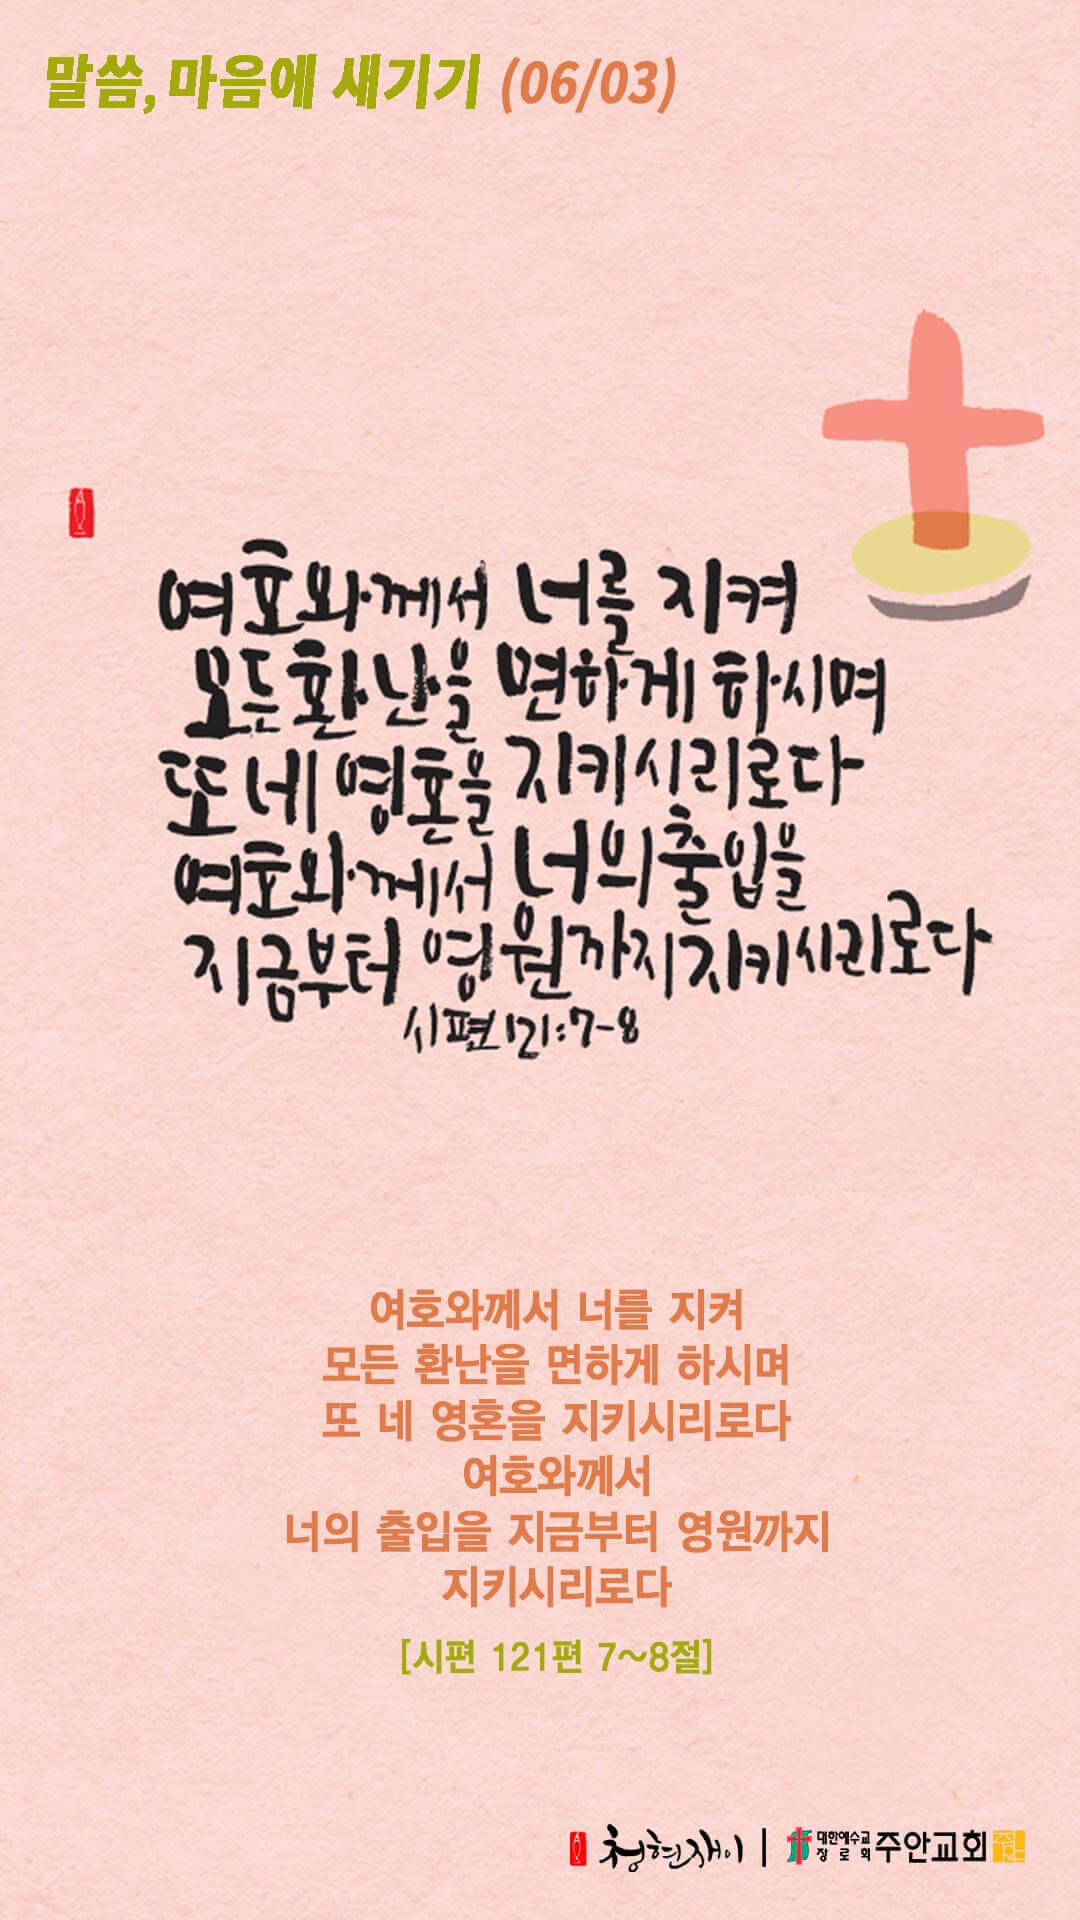 말씀, 마음에 새기기 (06/03)
여호와께서 너를 지켜
모든 환난을 면하게 하시며
또 네 영혼을 지키시리로다
여호와께서 너의 출입을
지금부터 영원까지 지키시리로다
시편 121:7-8
여호와께서 너를 지켜
모든 환난을 면하게 하시며
또 네 영혼을 지키시리로다
여호와께서
너의 출입을 지금부터 영원까지
지키시리로다
[시편 121편 7~8절]
청현재이 | 대한예수교장로회 주안교회